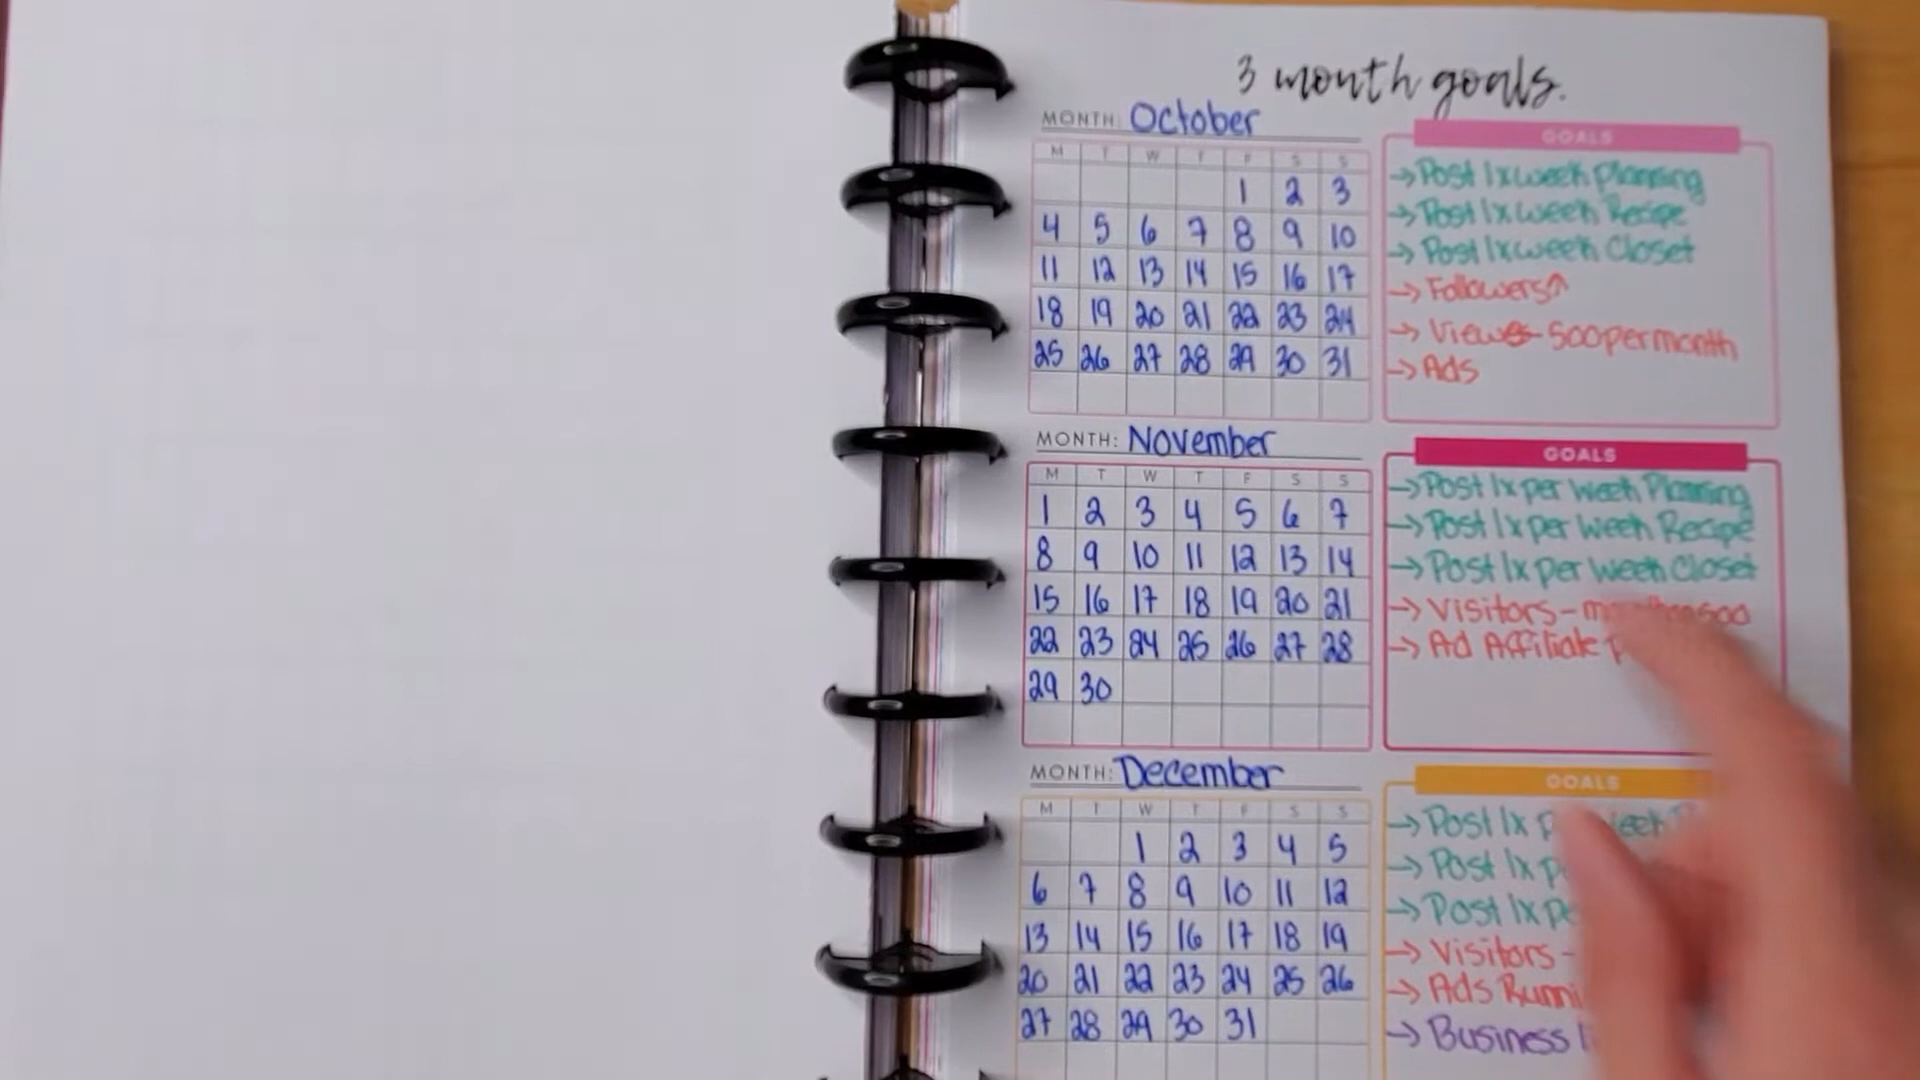 3 month goals.
MONTH: October
GOALS
M T W T F S S
1 2 3
4 5 6 7 8 9 10
11 12 13 14 15 16 17
18 19 20 21 22 23 24
25 26 27 28 29 30 31
→Post 1x week Planning
→Post 1x week Recipe
→Post 1x week Closet
→Followers↑
→Views - 500 per month
→Ads
MONTH: November
GOALS
M T W T F S S
1 2 3 4 5 6 7
8 9 10 11 12 13 14
15 16 17 18 19 20 21
22 23 24 25 26 27 28
29 30
→Post 1x per week Planning
→Post 1x per week Recipe
→Post 1x per week Closet
→Visitors -
→Ad Affiliate
MONTH: December
GOALS
M T W T F S S
1 2 3 4 5
6 7 8 9 10 11 12
13 14 15 16 17 18 19
20 21 22 23 24 25 26
27 28 29 30 31
→Post 1x
→Post 1x
→Post 1x
→Visitors -
→Ads
→Business